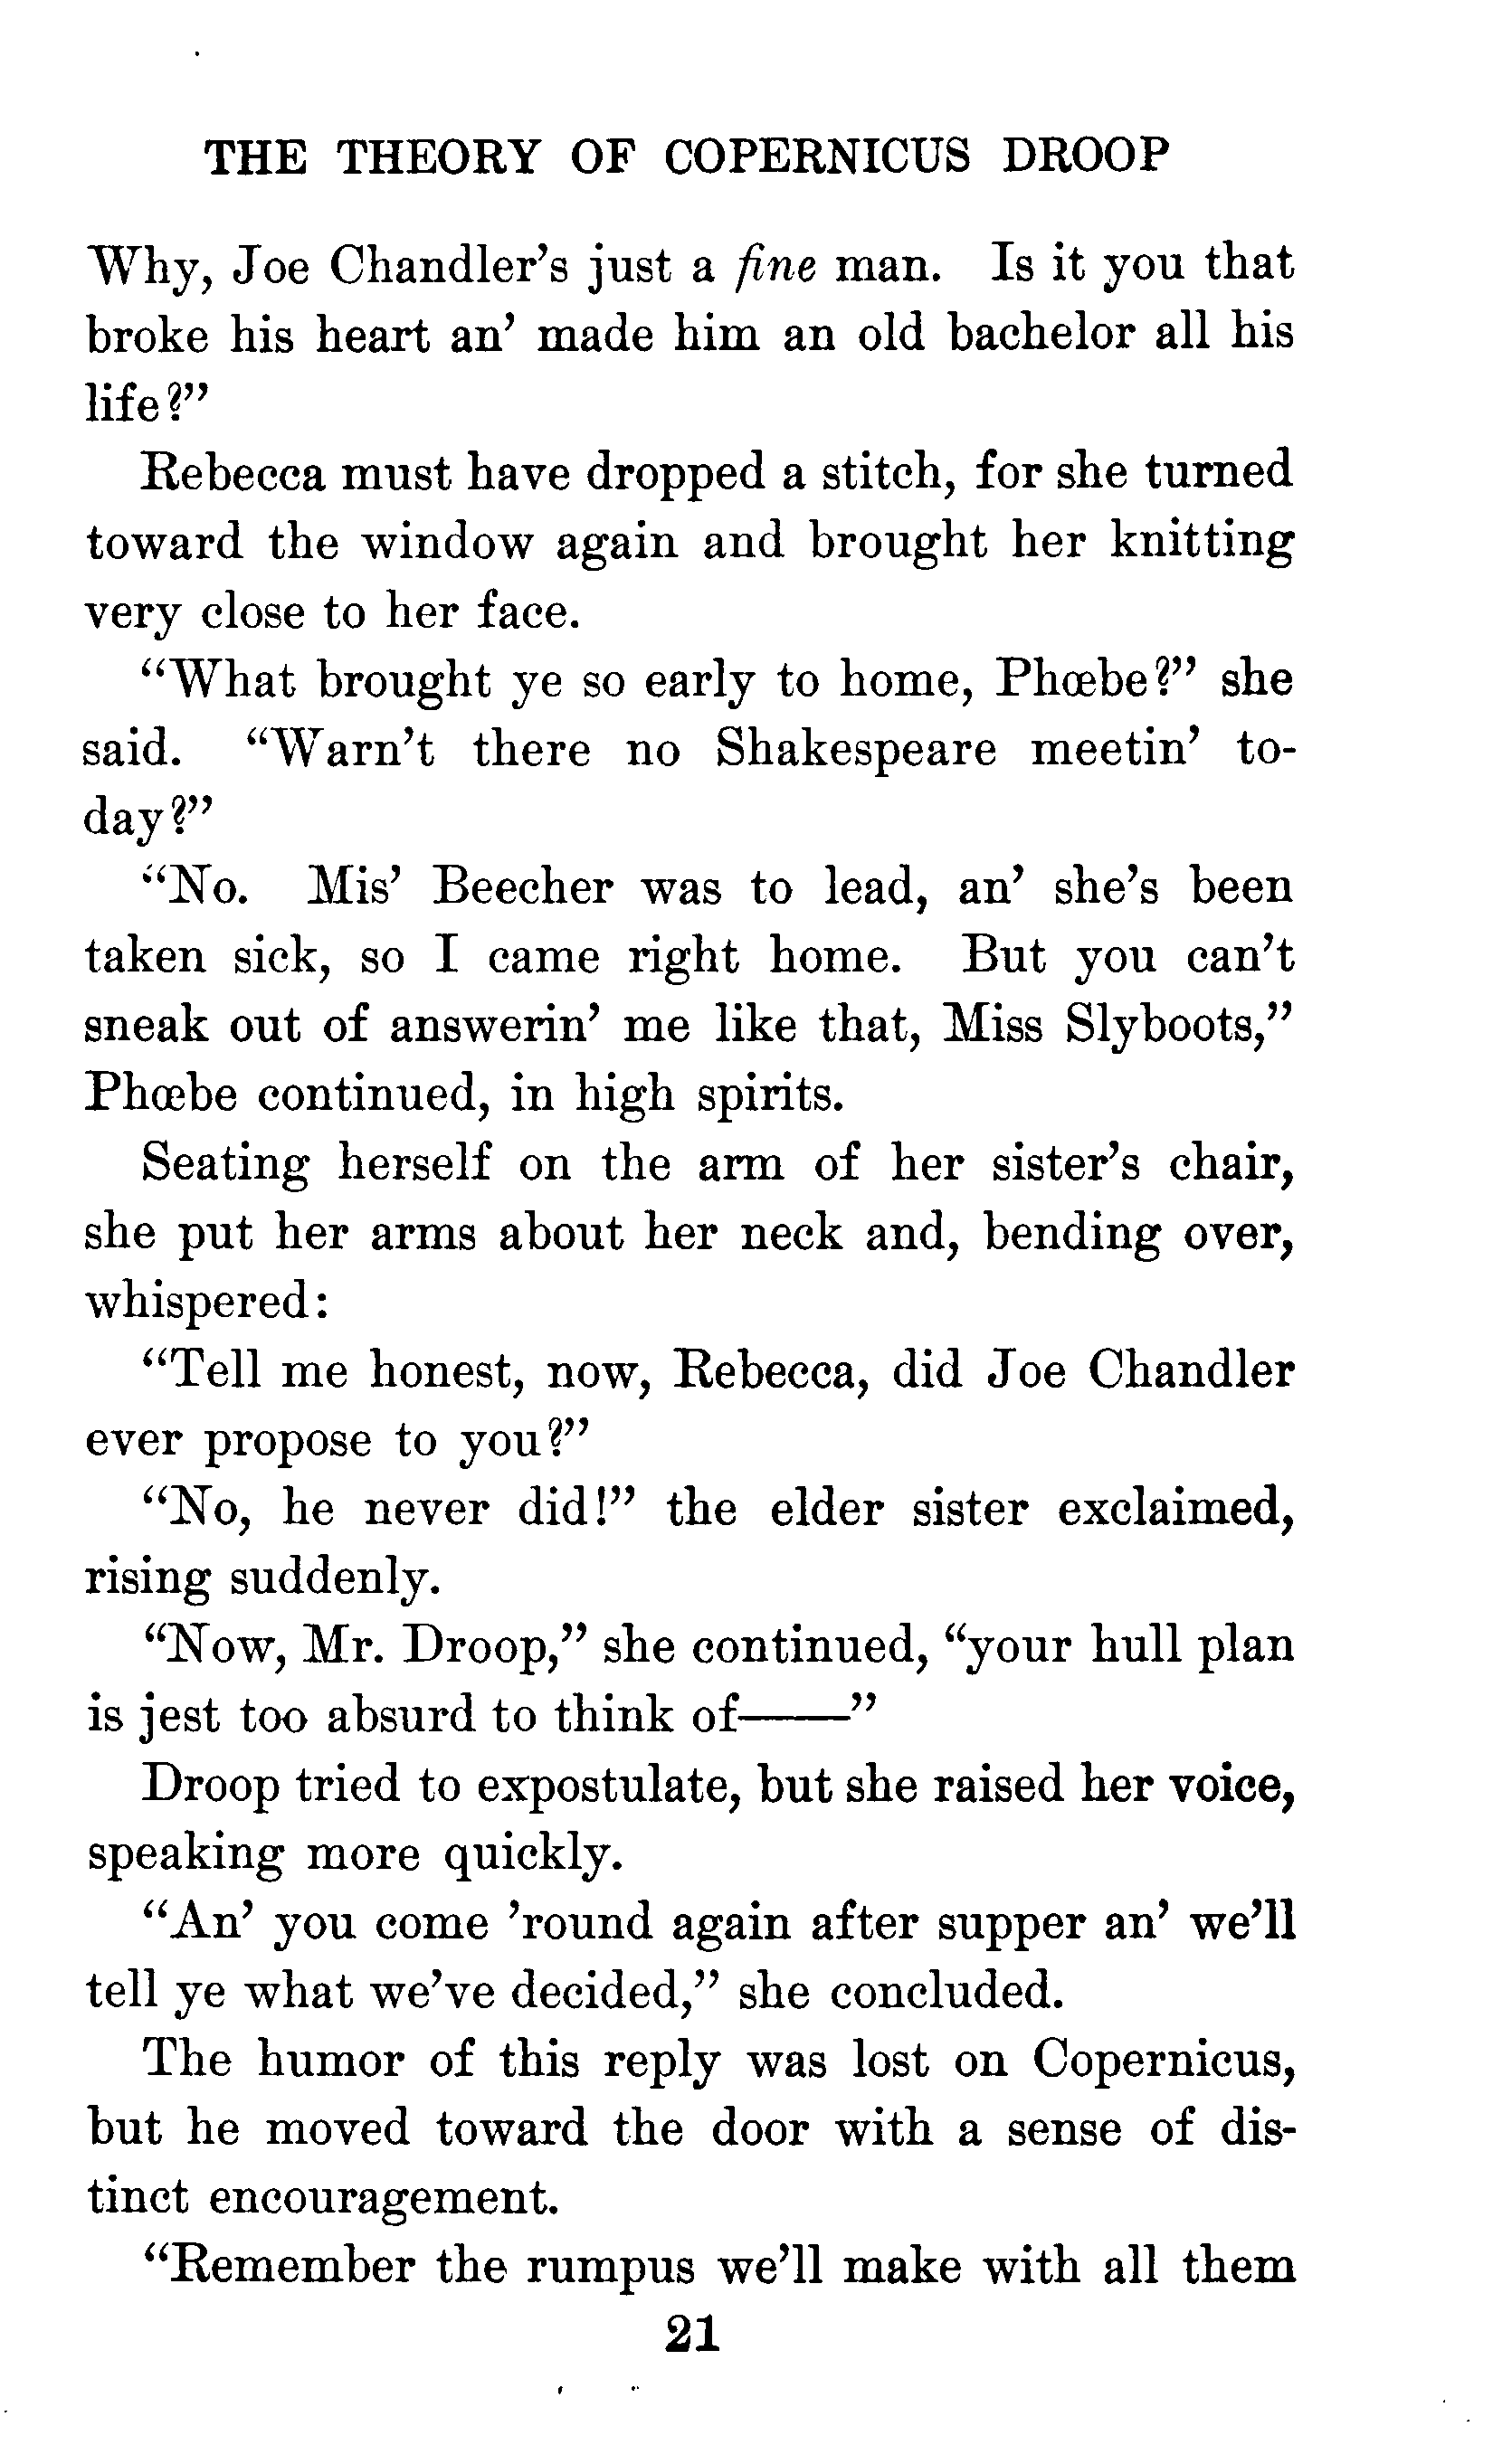 THE THEORY OF COPERNICUS DROOP
Why, Joe Chandler's just a fine man. Is it you that
broke his heart an' made him an old bachelor all his
life?"
Rebecca must have dropped a stitch, for she turned
toward the window again and brought her knitting
very close to her face.
"What brought ye so early to home, Phœbe?" she
said. "Warn't there no Shakespeare meetin' to-
day?"
"No. Mis' Beecher was to lead, an' she's been
taken sick, so I came right home. But you can't
sneak out of answerin' me like that, Miss Slyboots,"
Phœbe continued, in high spirits.
Seating herself on the arm of her sister's chair,
she put her arms about her neck and, bending over,
whispered:
"Tell me honest, now, Rebecca, did Joe Chandler
ever propose to you?"
"No, he never did!" the elder sister exclaimed,
rising suddenly.
"Now, Mr. Droop," she continued, "your hull plan
is jest too absurd to think of——"
Droop tried to expostulate, but she raised her voice,
speaking more quickly.
"An' you come 'round again after supper an' we'll
tell ye what we've decided," she concluded.
The humor of this reply was lost on Copernicus,
but he moved toward the door with a sense of dis-
tinct encouragement.
"Remember the rumpus we'll make with all them
21